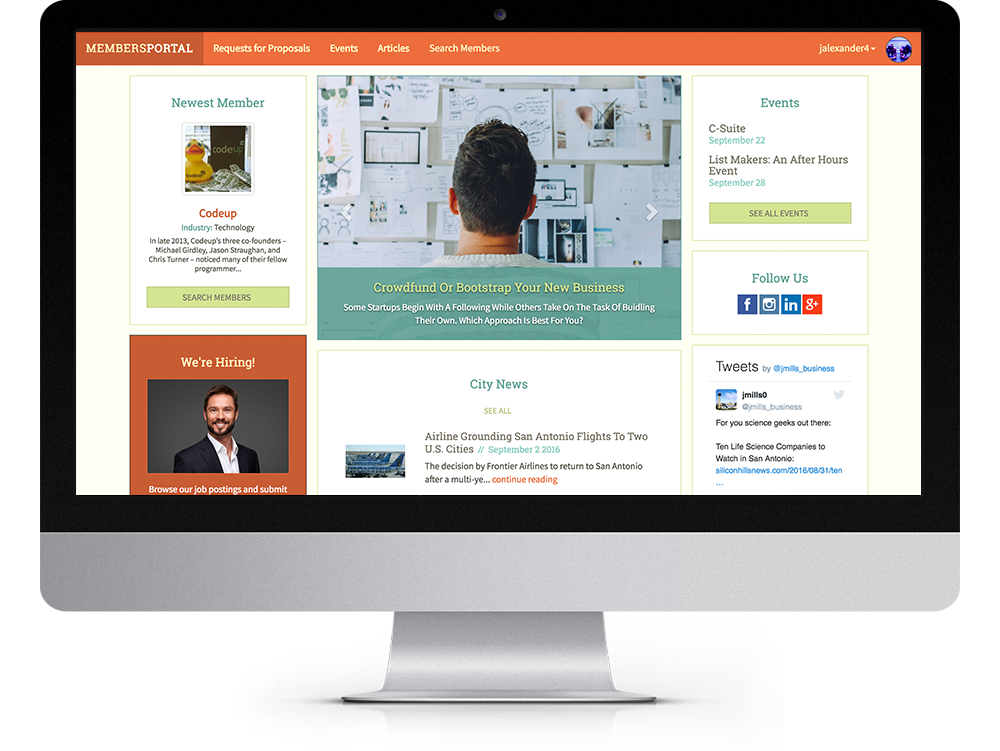 MEMBERSPORTAL
Requests for Proposals
Events
Articles
Search Members
jalexander4
Newest Member
codeup
Codeup
Industry: Technology
In late 2013, Codeup's three co-founders –
Michael Girdley, Jason Straughan, and
Chris Turner – noticed many of their fellow
programmer...
SEARCH MEMBERS
We're Hiring!
Browse our job postings and submit
Crowdfund Or Bootstrap Your New Business
Some Startups Begin With A Following While Others Take On The Task Of Buidling
Their Own. Which Approach Is Best For You?
City News
SEE ALL
Airline Grounding San Antonio Flights To Two
U.S. Cities // September 2 2016
The decision by Frontier Airlines to return to San Antonio
after a multi-ye... continue reading
Events
C-Suite
September 22
List Makers: An After Hours
Event
September 28
SEE ALL EVENTS
Follow Us
f
in
g+
Tweets by @jmills_business
jmills0
@jmills_business
For you science geeks out there:
Ten Life Science Companies to
Watch in San Antonio:
siliconhillsnews.com/2016/08/31/ten
…